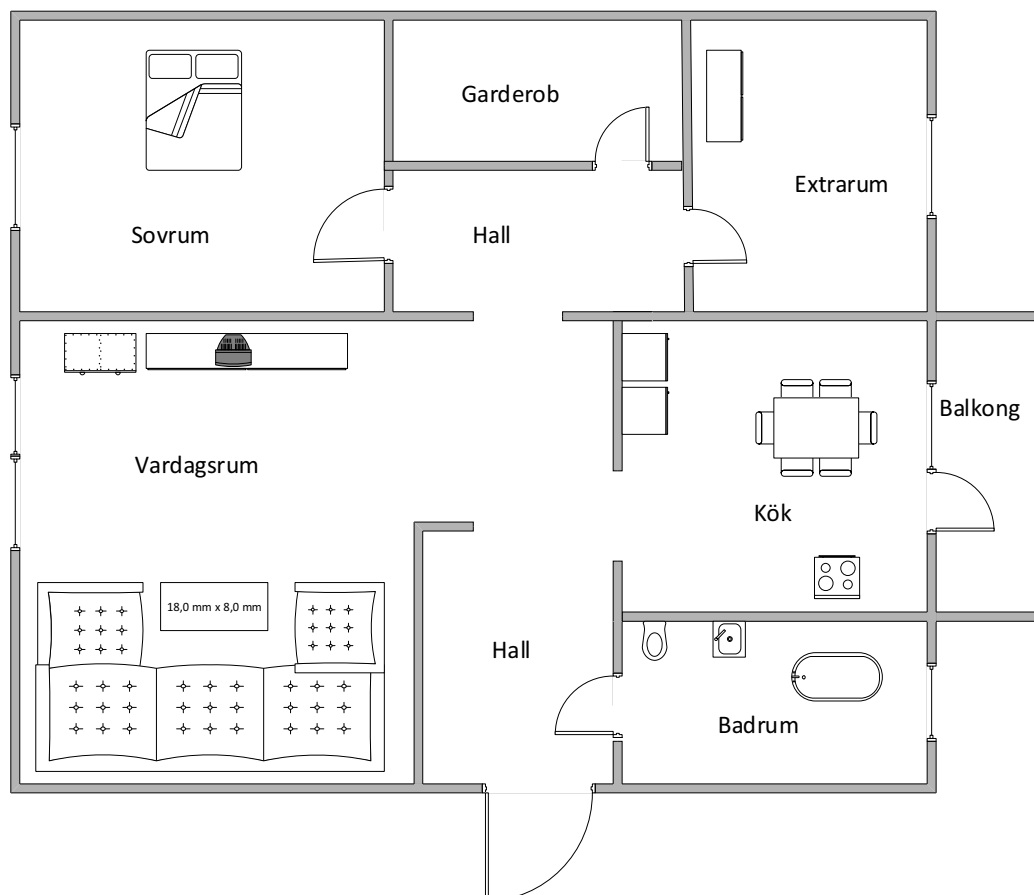 Garderob
Extrarum
Sovrum
Hall
Balkong
Vardagsrum
Kök
18,0 mm x 8,0 mm
Hall
Badrum